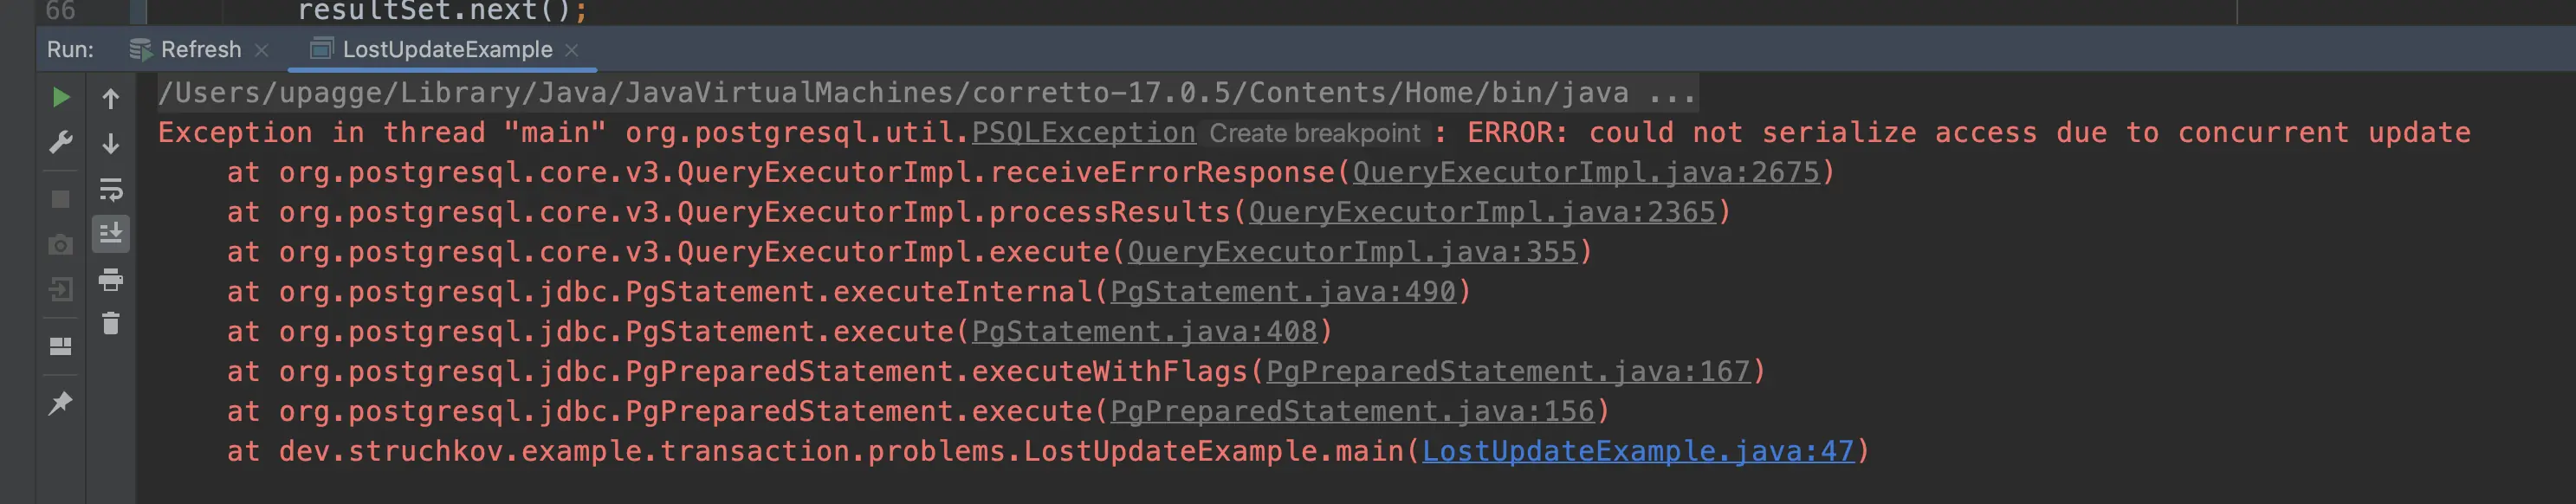 66 resultSet.next();
Run: Refresh LostUpdateExample
/Users/upagge/Library/Java/JavaVirtualMachines/corretto-17.0.5/Contents/Home/bin/java ...
Exception in thread "main" org.postgresql.util.PSQLException Create breakpoint : ERROR: could not serialize access due to concurrent update
at org.postgresql.core.v3.QueryExecutorImpl.receiveErrorResponse(QueryExecutorImpl.java:2675)
at org.postgresql.core.v3.QueryExecutorImpl.processResults(QueryExecutorImpl.java:2365)
at org.postgresql.core.v3.QueryExecutorImpl.execute(QueryExecutorImpl.java:355)
at org.postgresql.jdbc.PgStatement.executeInternal(PgStatement.java:490)
at org.postgresql.jdbc.PgStatement.execute(PgStatement.java:408)
at org.postgresql.jdbc.PgPreparedStatement.executeWithFlags(PgPreparedStatement.java:167)
at org.postgresql.jdbc.PgPreparedStatement.execute(PgPreparedStatement.java:156)
at dev.struchkov.example.transaction.problems.LostUpdateExample.main(LostUpdateExample.java:47)